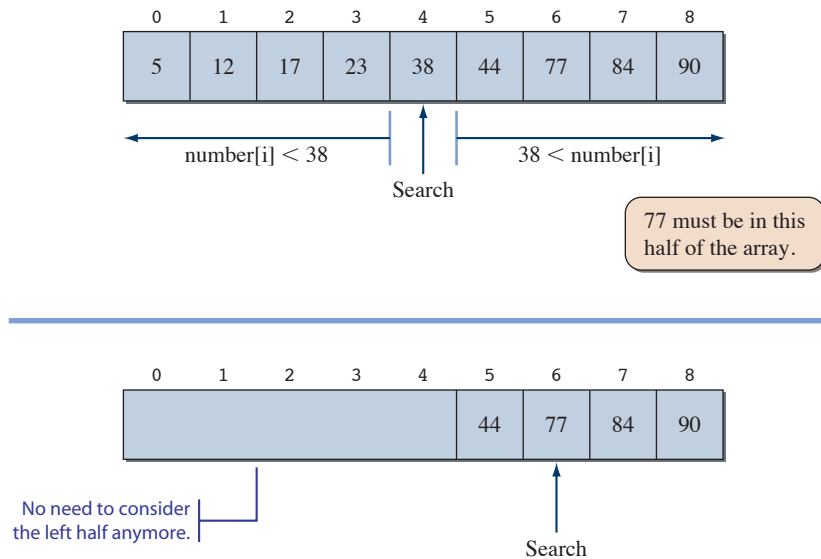 0 1 2 3 4 5 6 7 8
5 12 17 23 38 44 77 84 90
number[i] < 38 38 < number[i]
Search
77 must be in this
half of the array.
0 1 2 3 4 5 6 7 8
44 77 84 90
No need to consider
the left half anymore.
Search